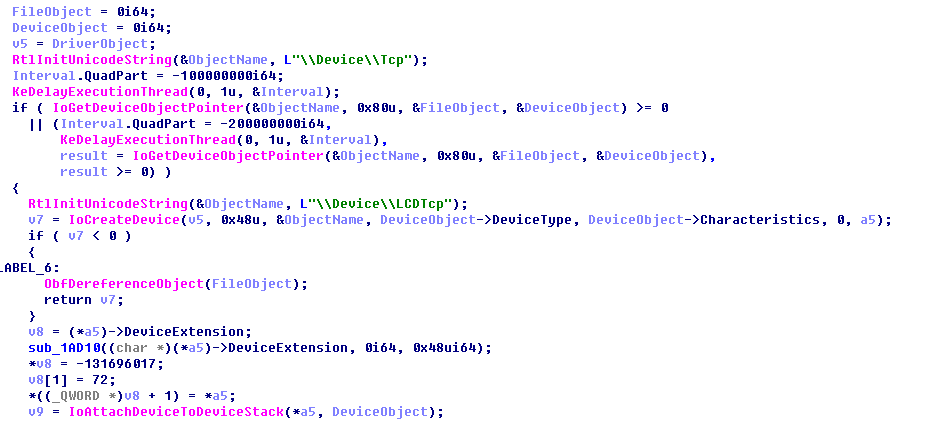 FileObject = 0i64;
DeviceObject = 0i64;
v5 = DriverObject;
RtlInitUnicodeString(&ObjectName, L"\\Device\\Tcp");
Interval.QuadPart = -100000000i64;
KeDelayExecutionThread(0, 1u, &Interval);
if ( IoGetDeviceObjectPointer(&ObjectName, 0x80u, &FileObject, &DeviceObject) >= 0
|| (Interval.QuadPart = -200000000i64,
KeDelayExecutionThread(0, 1u, &Interval),
result = IoGetDeviceObjectPointer(&ObjectName, 0x80u, &FileObject, &DeviceObject),
result >= 0) )
{
RtlInitUnicodeString(&ObjectName, L"\\Device\\LCDTcp");
v7 = IoCreateDevice(v5, 0x48u, &ObjectName, DeviceObject->DeviceType, DeviceObject->Characteristics, 0, a5);
if ( v7 < 0 )
{
LABEL_6:
ObfDereferenceObject(FileObject);
return v7;
}
v8 = (*a5)->DeviceExtension;
sub_1AD10((char *)(*a5)->DeviceExtension, 0i64, 0x48ui64);
*v8 = -131696017;
v8[1] = 72;
*((_QWORD *)v8 + 1) = *a5;
v9 = IoAttachDeviceToDeviceStack(*a5, DeviceObject);